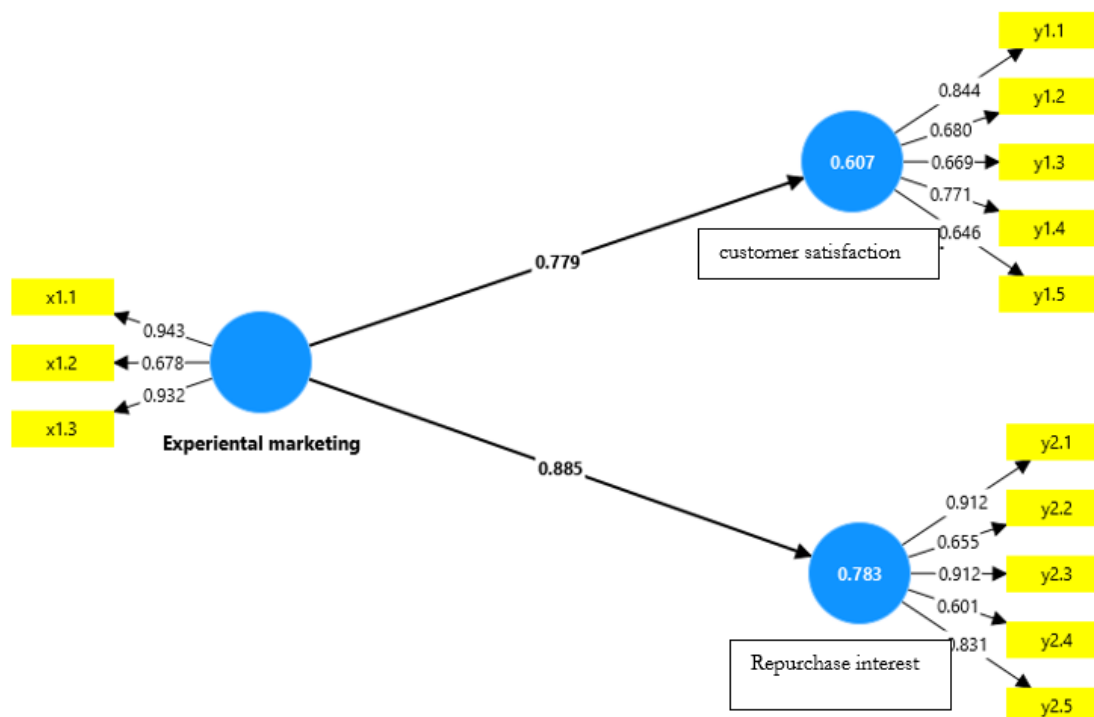 x1.1
x1.2
x1.3
0.943
0.678
0.932
Experiental marketing
0.779
0.885
0.607
customer satisfaction
0.844
0.680
0.669
0.771
0.646
y1.1
y1.2
y1.3
y1.4
y1.5
0.783
Repurchase interest
0.912
0.655
0.912
0.601
0.831
y2.1
y2.2
y2.3
y2.4
y2.5